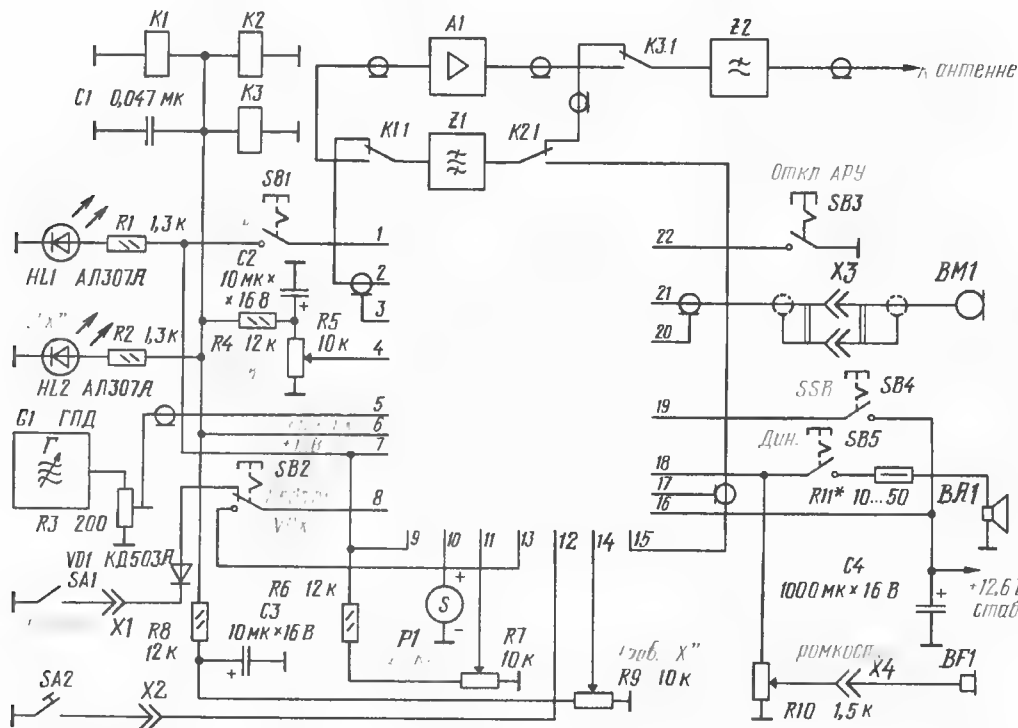 K1
K2
A1
Z2
K3.1
К антенне
C1 0,047 мк
K3
K1.1
Z1
K2.1
SB1
Откл АРУ
SB3
R1 1,3 к
1
22
HL1 АЛ307А
C2
10 мк ×
× 16 В
2
3
X3
BM1
21
20
"X"
R2 1,3 к
R4 12 к
R5
10 к
4
HL2 АЛ307А
SSB
SB4
19
G1 ГПД
Г
5
6
7
Дин.
SB5
18
17
16
R11* 10...50
BA1
SB2
8
R3 200
9 10 11 13 12 14 15
VD1 КД503А
SA1
X1
R6 12 к
S
+
–
P1
C4
1000 мк × 16 В
+
+12,6 В
стаб
R8
12 к
C3
10 мк × 16 В
+
R7
10 к
R9 10 к
SA2
X2
X4
BF1
R10 1,5 к